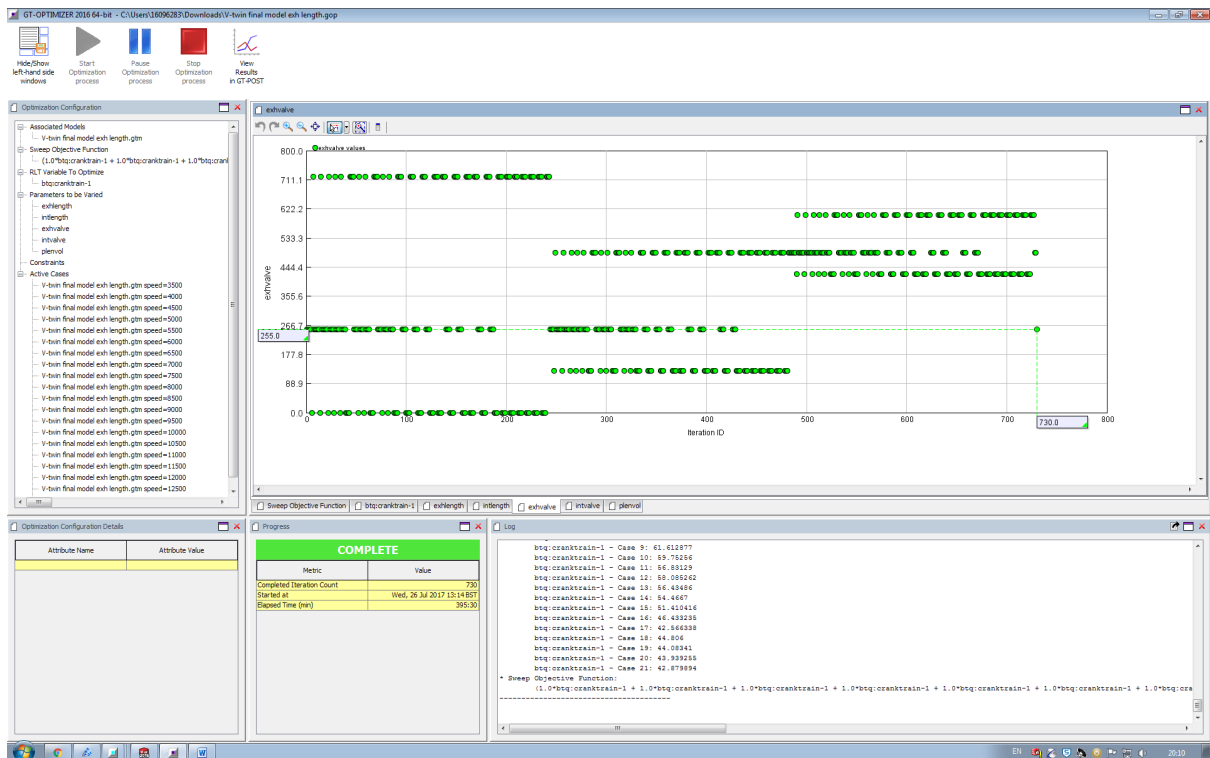 GT-OPTIMIZER 2016 64-bit - C:\Users\16096283\Downloads\V-twin final model exh length.gop
Hide/Show left-hand side windows
Start Optimization process
Pause Optimization process
Stop Optimization process
View Results in GT-POST
Optimization Configuration
Associated Models
V-twin final model exh length.gtm
Sweep Objective Function
(1.0*btq:cranktrain-1 + 1.0*btq:cranktrain-1 + 1.0*btq:cranl
RLT Variable To Optimize
btq:cranktrain-1
Parameters to be Varied
exhlength
intlength
exhvalve
intvalve
plenvol
Constraints
Active Cases
V-twin final model exh length.gtm speed=3500
V-twin final model exh length.gtm speed=4000
V-twin final model exh length.gtm speed=4500
V-twin final model exh length.gtm speed=5000
V-twin final model exh length.gtm speed=5500
V-twin final model exh length.gtm speed=6000
V-twin final model exh length.gtm speed=6500
V-twin final model exh length.gtm speed=7000
V-twin final model exh length.gtm speed=7500
V-twin final model exh length.gtm speed=8000
V-twin final model exh length.gtm speed=8500
V-twin final model exh length.gtm speed=9000
V-twin final model exh length.gtm speed=9500
V-twin final model exh length.gtm speed=10000
V-twin final model exh length.gtm speed=10500
V-twin final model exh length.gtm speed=11000
V-twin final model exh length.gtm speed=11500
V-twin final model exh length.gtm speed=12000
V-twin final model exh length.gtm speed=12500
exhvalve
exhvalve values
800.0
711.1
622.2
533.3
444.4
355.6
266.7
255.0
177.8
88.9
0.0
exhvalve
0 100 200 300 400 500 600 700 800
730.0
Iteration ID
Sweep Objective Function btq:cranktrain-1 exhlength intlength exhvalve intvalve plenvol
Optimization Configuration Details
Attribute Name Attribute Value
Progress
COMPLETE
Metric Value
Completed Iteration Count 730
Started at Wed, 26 Jul 2017 13:14 BST
Elapsed Time (min) 395:30
Log
btq:cranktrain-1 - Case 9: 61.612877
btq:cranktrain-1 - Case 10: 59.75256
btq:cranktrain-1 - Case 11: 56.83129
btq:cranktrain-1 - Case 12: 58.085262
btq:cranktrain-1 - Case 13: 56.43486
btq:cranktrain-1 - Case 14: 54.4667
btq:cranktrain-1 - Case 15: 51.410416
btq:cranktrain-1 - Case 16: 46.433235
btq:cranktrain-1 - Case 17: 42.566338
btq:cranktrain-1 - Case 18: 44.806
btq:cranktrain-1 - Case 19: 44.08341
btq:cranktrain-1 - Case 20: 43.939255
btq:cranktrain-1 - Case 21: 42.879894
* Sweep Objective Function:
(1.0*btq:cranktrain-1 + 1.0*btq:cranktrain-1 + 1.0*btq:cranktrain-1 + 1.0*btq:cranktrain-1 + 1.0*btq:cranktrain-1 + 1.0*btq:cranktrain-1 + 1.0*btq:cra
EN 20:10